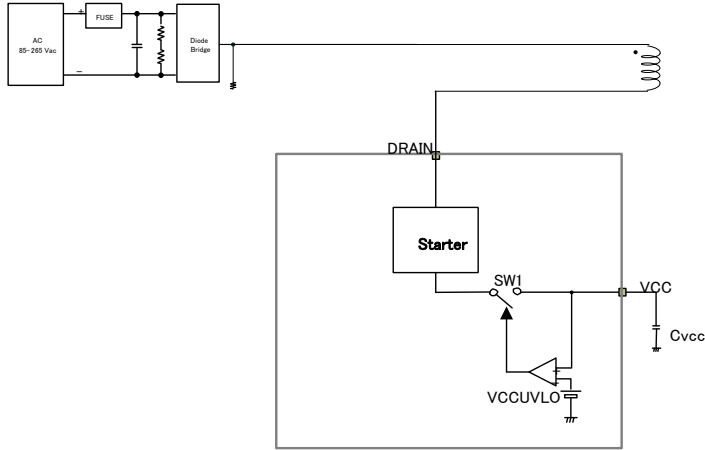 +
FUSE
AC
85-265 Vac
Diode
Bridge
−
DRAIN
Starter
SW1
VCC
Cvcc
+
-
VCCUVLO